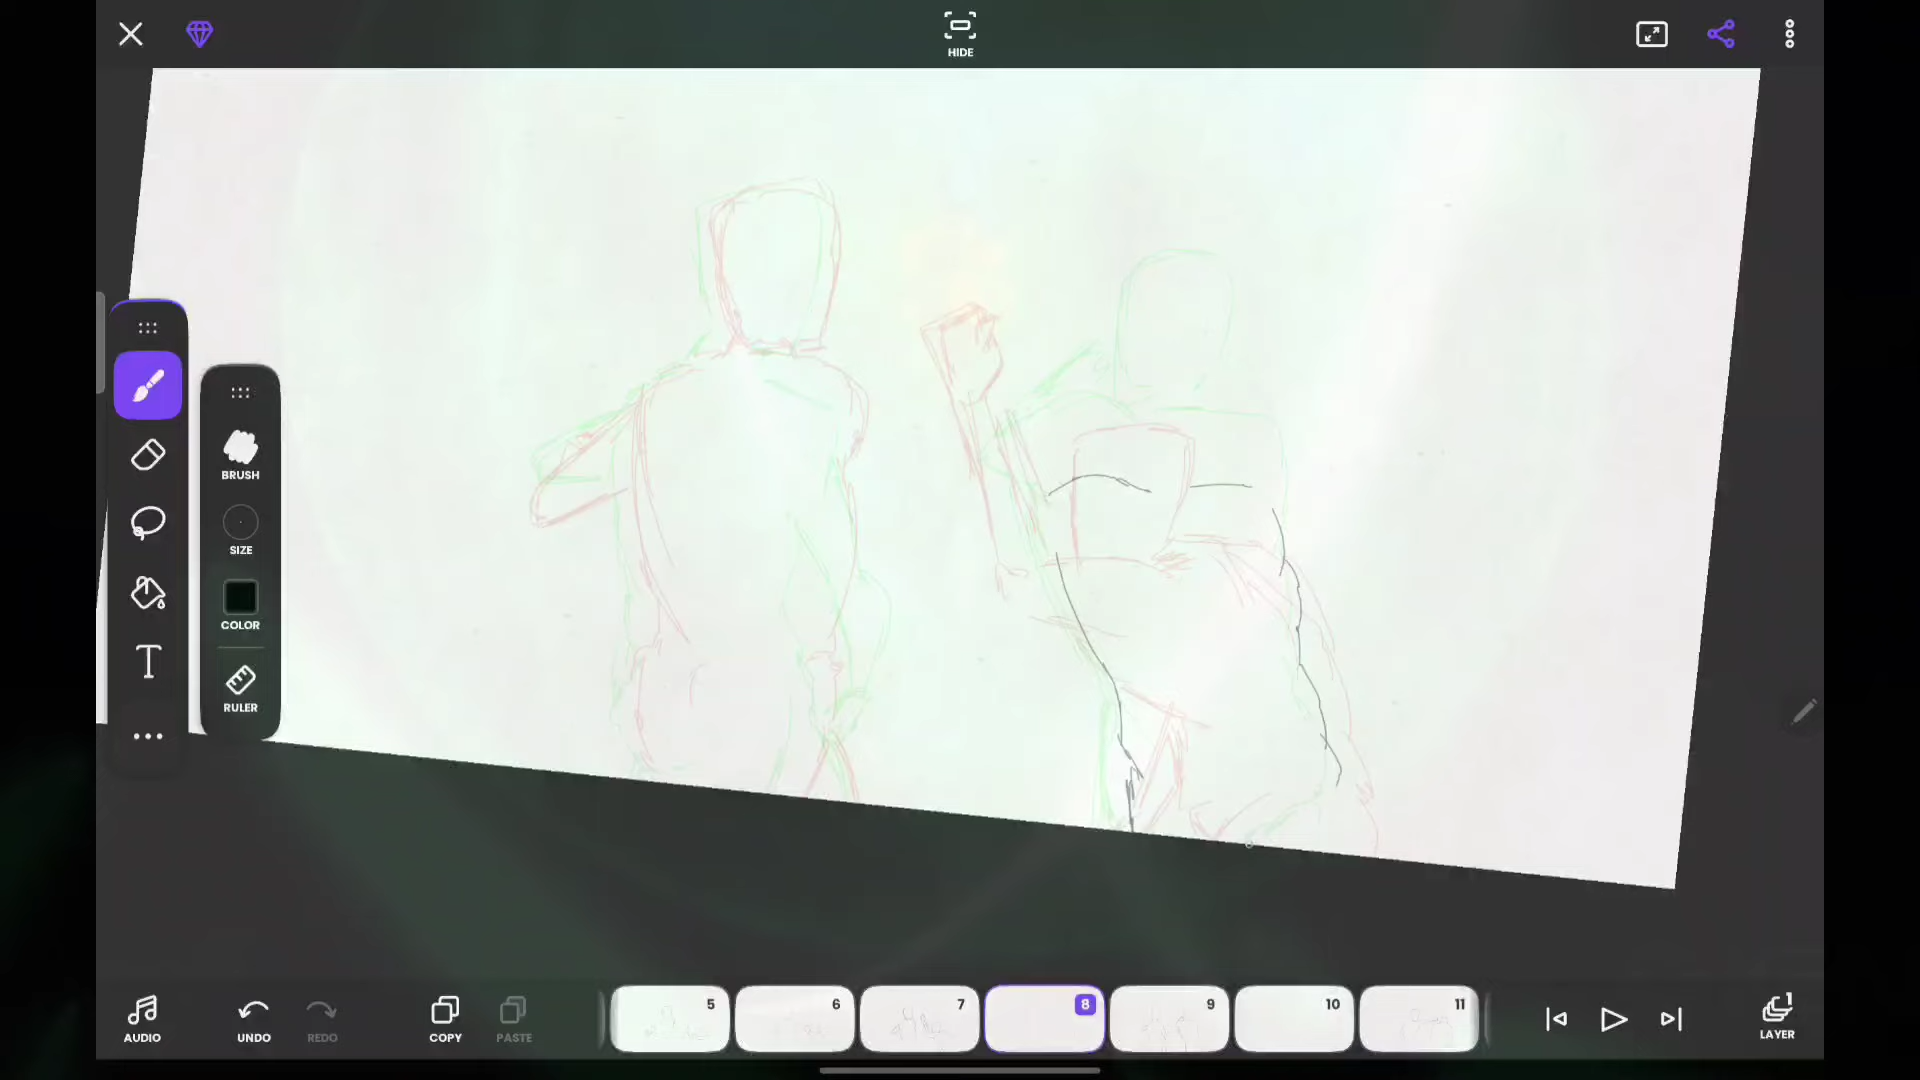 HIDE
BRUSH
SIZE
COLOR
RULER
T
AUDIO
UNDO
REDO
COPY
PASTE
5
6
7
8
9
10
11
LAYER